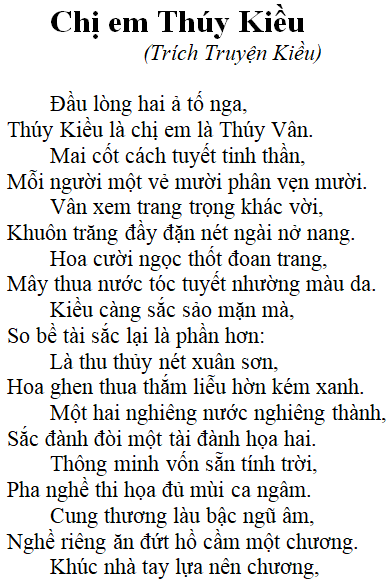 Chị em Thúy Kiều
(Trích Truyện Kiều)
Đầu lòng hai ả tố nga,
Thúy Kiều là chị em là Thúy Vân.
Mai cốt cách tuyết tinh thần,
Mỗi người một vẻ mười phân vẹn mười.
Vân xem trang trọng khác vời,
Khuôn trăng đầy đặn nét ngài nở nang.
Hoa cười ngọc thốt đoan trang,
Mây thua nước tóc tuyết nhường màu da.
Kiều càng sắc sảo mặn mà,
So bề tài sắc lại là phần hơn:
Là thu thủy nét xuân sơn,
Hoa ghen thua thắm liễu hờn kém xanh.
Một hai nghiêng nước nghiêng thành,
Sắc đành đòi một tài đành họa hai.
Thông minh vốn sẵn tính trời,
Pha nghề thi họa đủ mùi ca ngâm.
Cung thương làu bậc ngũ âm,
Nghề riêng ăn đứt hồ cầm một chương.
Khúc nhà tay lựa nên chương,